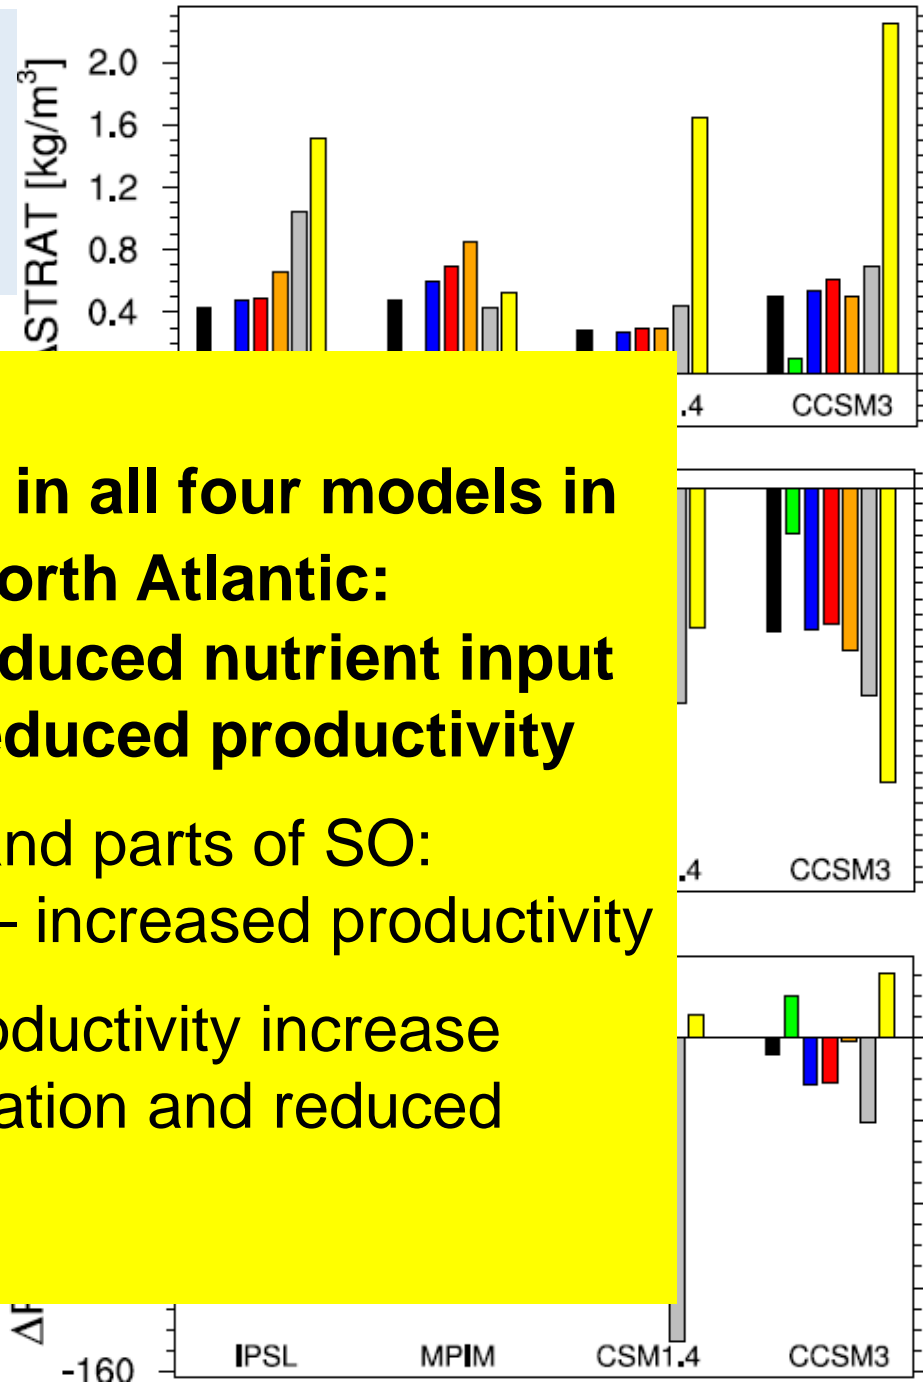 2.0
1.6
1.2
0.8
0.4
STRAT [kg/m³]
.4 CCSM3
in all four models in
orth Atlantic:
duced nutrient input
educed productivity
nd parts of SO:
– increased productivity
oductivity increase
ation and reduced
.4 CCSM3
Δ
-160
IPSL MPIM CSM1.4 CCSM3